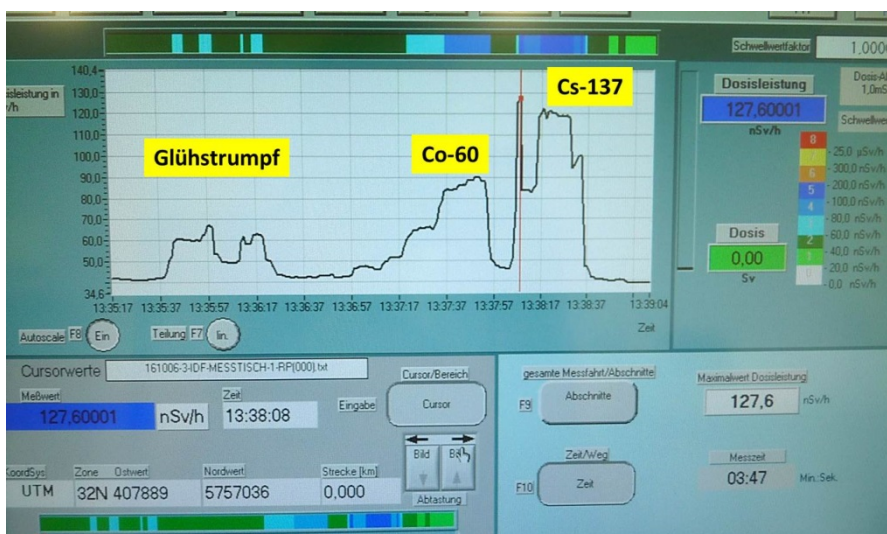 Schwellwertfaktor 1,000
140,4
130,0
120,0
110,0
100,0
90,0
80,0
70,0
60,0
50,0
34,6
Glühstrumpf
Co-60
Cs-137
13:35:17 13:35:37 13:35:57 13:36:17 13:36:37 13:36:57 13:37:17 13:37:37 13:37:57 13:38:17 13:38:37 13:39:04
Zeit
Autoscale F8 Ein Teilung F7 lin.
Dosisleistung
127,60001
nSv/h
Dosis
0,00
Sv
8
6
5
4
2
1
25,0 µSv/h
300,0 nSv/h
200,0 nSv/h
100,0 nSv/h
80,0 nSv/h
60,0 nSv/h
40,0 nSv/h
20,0 nSv/h
0,0 nSv/h
Cursorwerte 161006-3-IDF-MESSTISCH-1-RP(000).txt
Meßwert Zeit
127,60001 nSv/h 13:38:08 Eingabe
Cursor/Bereich
Cursor
KoordSys Zone Ostwert Nordwert Strecke [km]
UTM 32N 407889 5757036 0,000
Bild
Abtastung
gesamte Messfahrt/Abschnitte
F9 Abschnitte
Zeit/Weg
F10 Zeit
Maximalwert Dosisleistung
127,6 nSv/h
Messzeit
03:47 Min.:Sek.